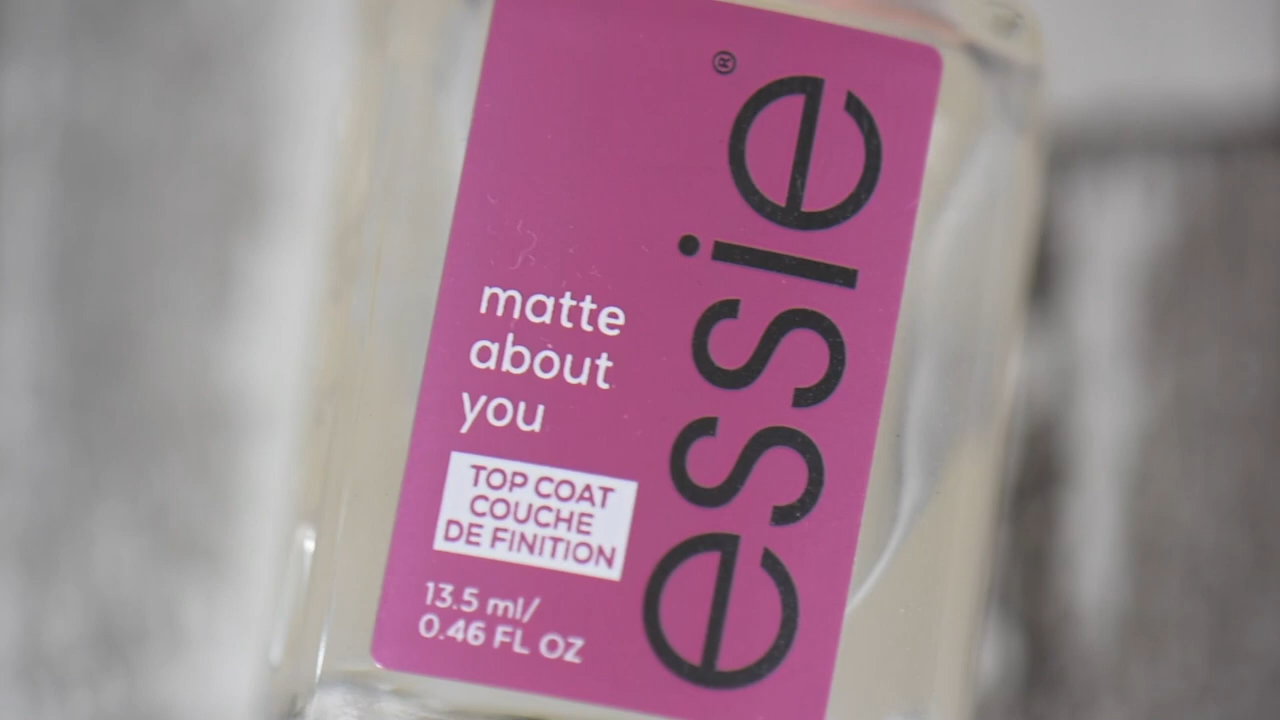 essie®
matte
about
you
TOP COAT
COUCHE
DE FINITION
13.5 ml/
0.46 FL OZ